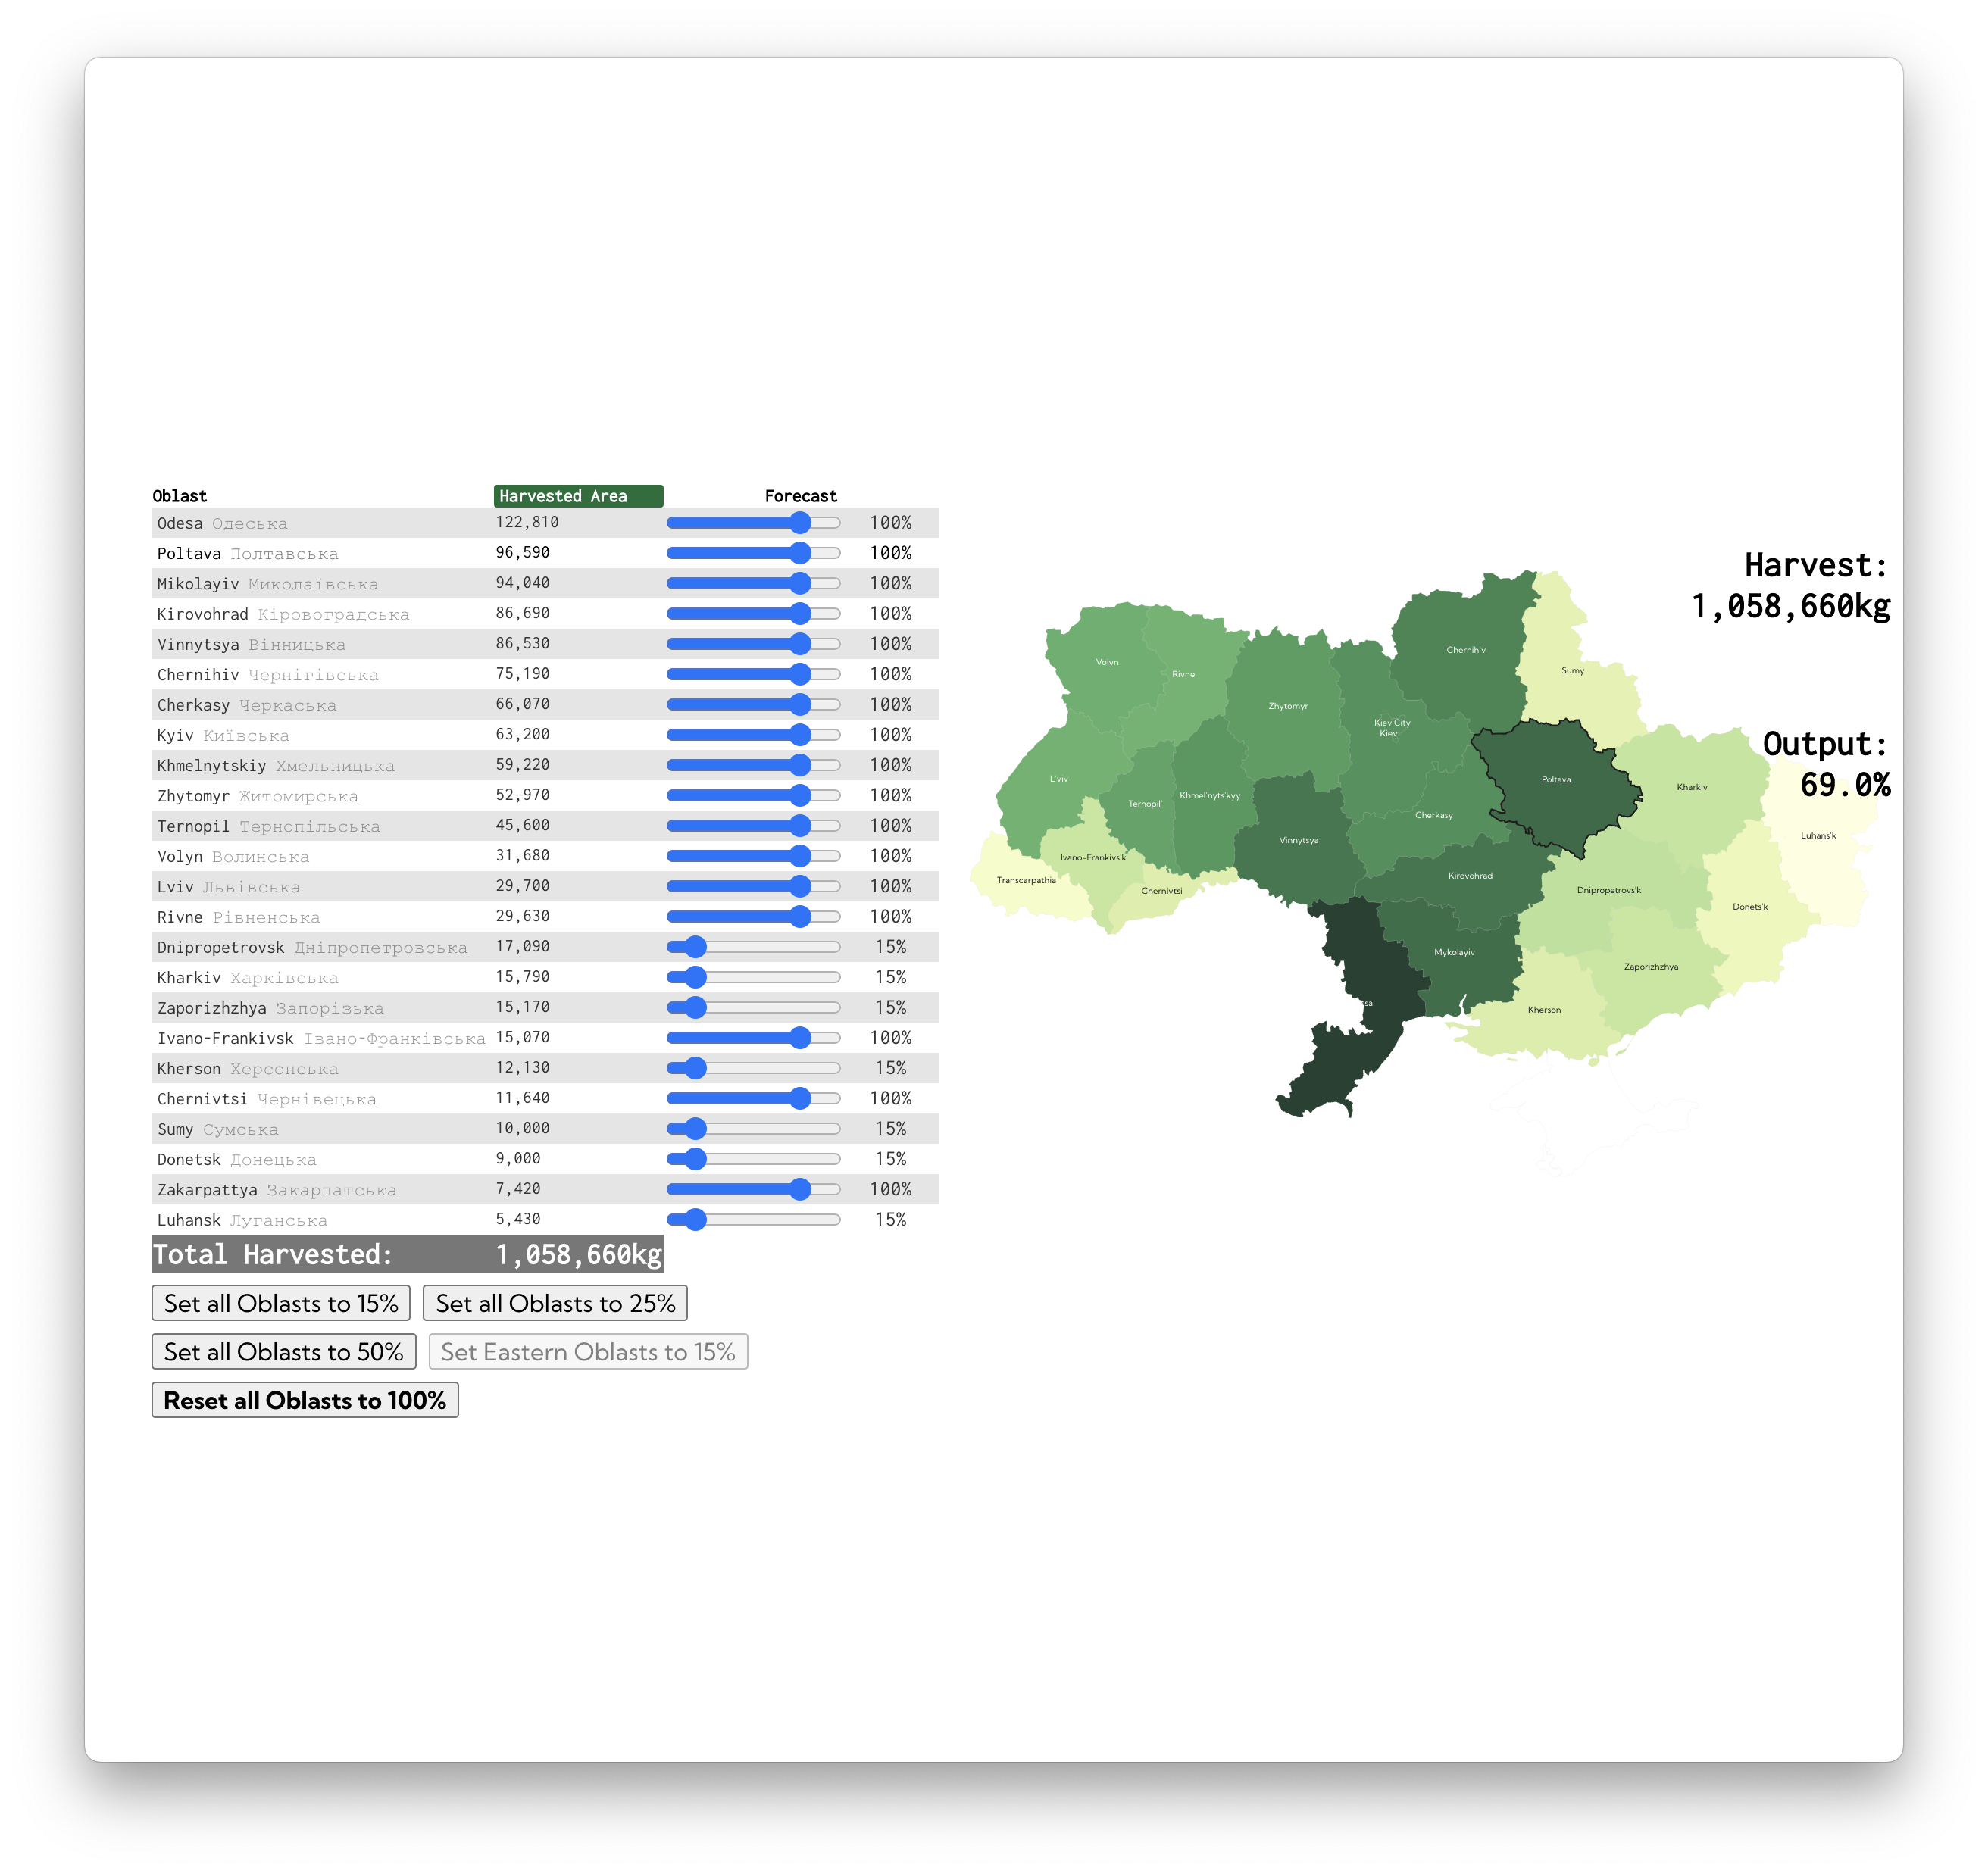 Oblast Harvested Area Forecast
Odesa Одеська 122,810 100%
Poltava Полтавська 96,590 100%
Mikolayiv Миколаївська 94,040 100%
Kirovohrad Кіровоградська 86,690 100%
Vinnytsya Вінницька 86,530 100%
Chernihiv Чернігівська 75,190 100%
Cherkasy Черкаська 66,070 100%
Kyiv Київська 63,200 100%
Khmelnytskiy Хмельницька 59,220 100%
Zhytomyr Житомирська 52,970 100%
Ternopil Тернопільська 45,600 100%
Volyn Волинська 31,680 100%
Lviv Львівська 29,700 100%
Rivne Рівненська 29,630 100%
Dnipropetrovsk Дніпропетровська 17,090 15%
Kharkiv Харківська 15,790 15%
Zaporizhzhya Запорізька 15,170 15%
Ivano-Frankivsk Івано-Франківська 15,070 100%
Kherson Херсонська 12,130 15%
Chernivtsi Чернівецька 11,640 100%
Sumy Сумська 10,000 15%
Donetsk Донецька 9,000 15%
Zakarpattya Закарпатська 7,420 100%
Luhansk Луганська 5,430 15%
Total Harvested: 1,058,660kg
Set all Oblasts to 15% Set all Oblasts to 25%
Set all Oblasts to 50% Set Eastern Oblasts to 15%
Reset all Oblasts to 100%
Harvest:
1,058,660kg
Output:
69.0%
Chernihiv
Volyn
Sumy
Rivne
Zhytomyr
Kiev City
Kiev
L'viv
Poltava
Kharkiv
Khmel'nyts'kyy
Ternopil'
Cherkasy
Luhans'k
Vinnytsya
Ivano-Frankivs'k
Kirovohrad
Transcarpathia
Chernivtsi
Dnipropetrovs'k
Donets'k
Mykolayiv
Zaporizhzhya
sa
Kherson